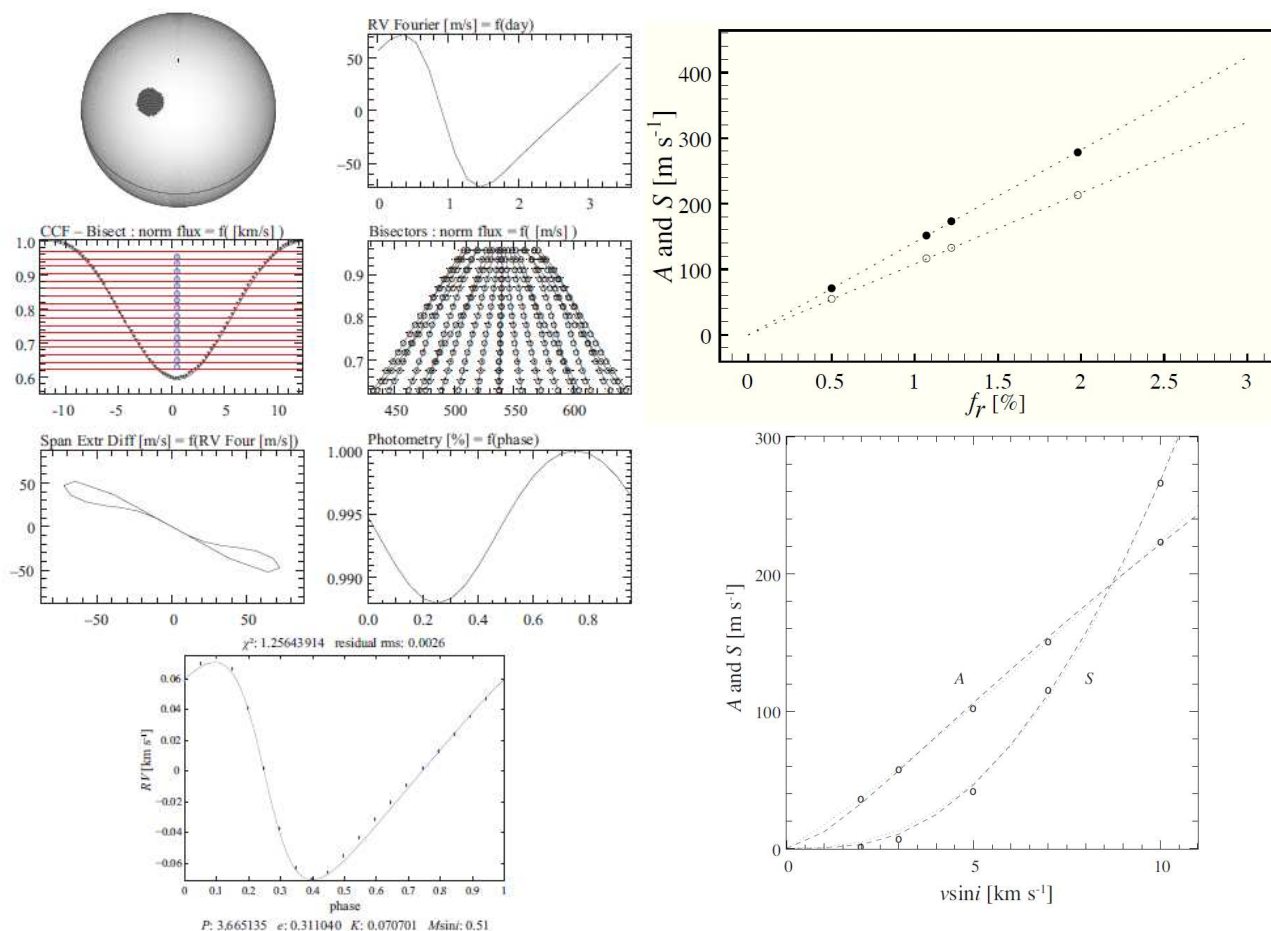 RV Fourier [m/s] = f(day)
50
0
−50
0 1 2 3
CCF – Bisect : norm flux = f( [km/s] )
1.0
0.9
0.8
0.7
0.6
-10 -5 0 5 10
Bisectors : norm flux = f( [m/s] )
0.9
0.8
0.7
450 500 550 600
Span Extr Diff [m/s] = f(RV Four [m/s])
50
0
−50
−50 0 50
Photometry [%] = f(phase)
1.000
0.995
0.990
0.0 0.2 0.4 0.6 0.8
χ²: 1.25643914 residual rms: 0.0026
RV [km s⁻¹]
0.06
0.04
0.02
0
−0.02
−0.04
−0.06
0 0.1 0.2 0.3 0.4 0.5 0.6 0.7 0.8 0.9 1
phase
P: 3.665135 e: 0.311040 K: 0.070701 Msini: 0.51
A and S [m s⁻¹]
400
300
200
100
0
0 0.5 1 1.5 2 2.5 3
f_r [%]
A and S [m s⁻¹]
300
200
100
0
A
S
0 5 10
vsini [km s⁻¹]